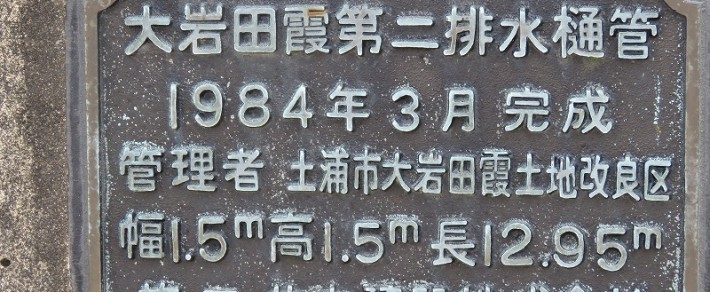 大岩田霞第二排水樋管
1984年3月完成
管理者 土浦市大岩田霞土地改良区
幅1.5m高1.5m長12.95m